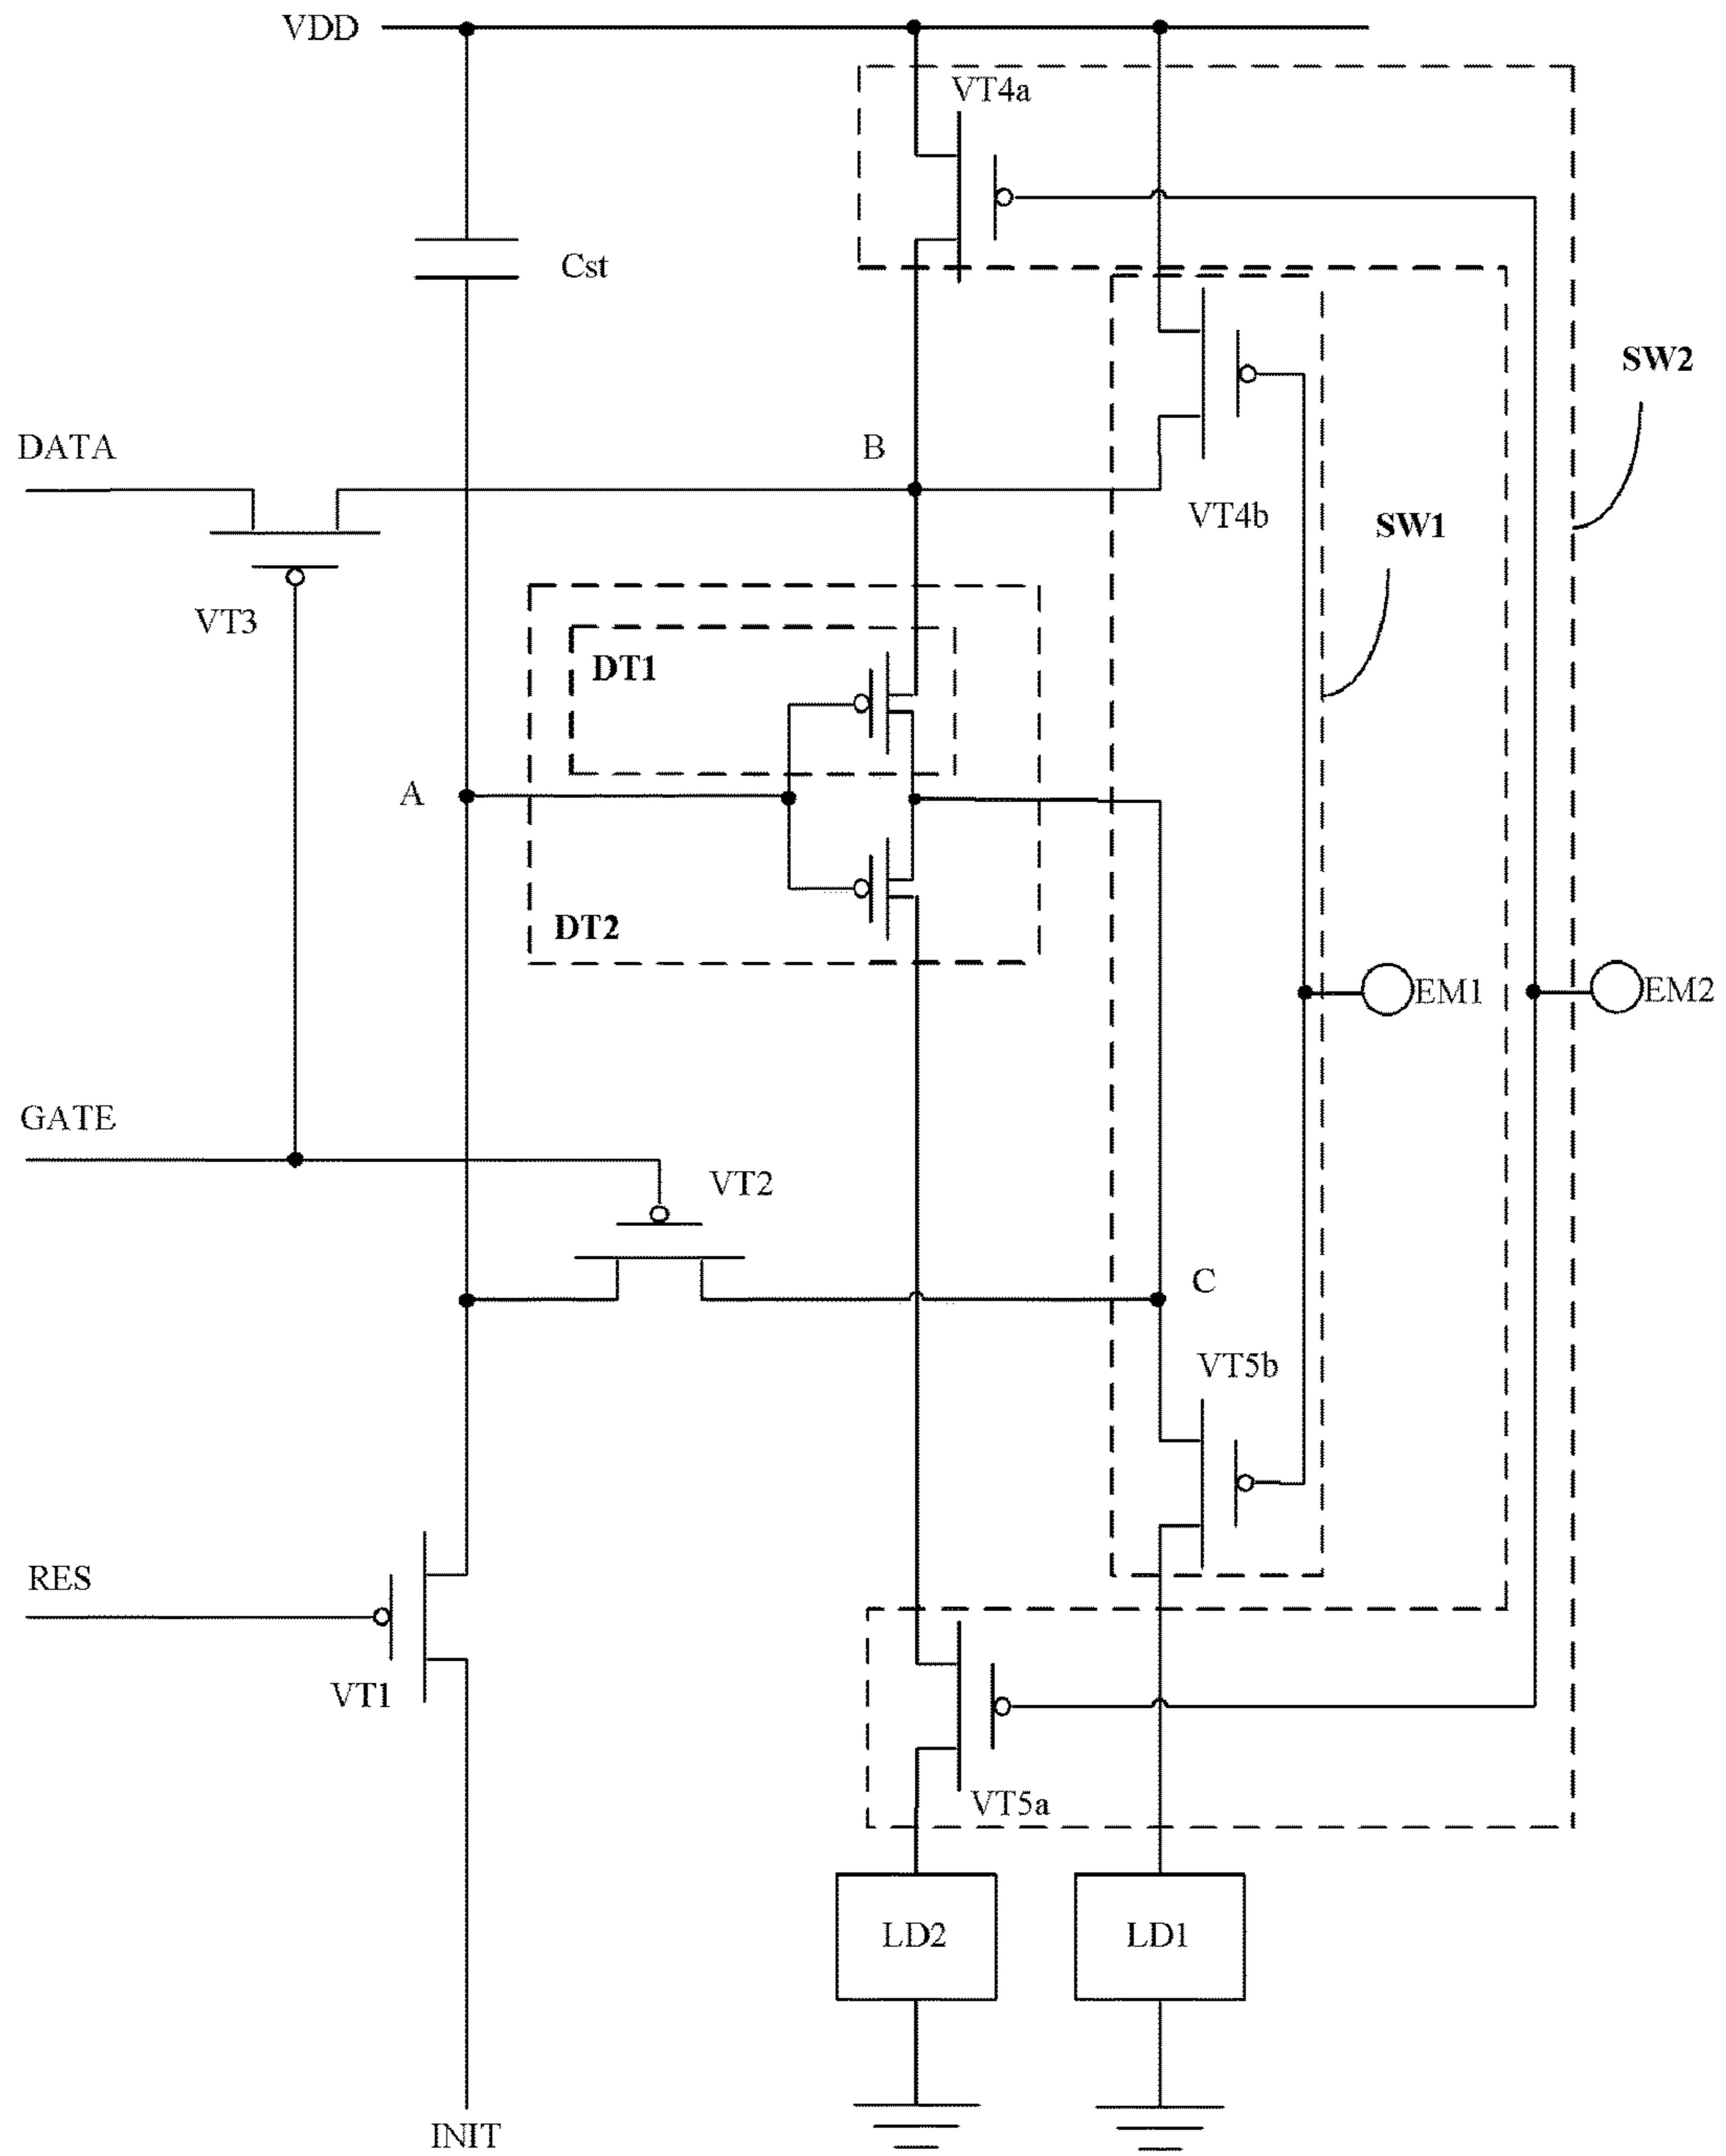 VDD
VT4a
Cst
SW2
DATA
B
VT4b
SW1
VT3
DT1
A
DT2
EM1
EM2
GATE
VT2
C
VT5b
RES
VT1
VT5a
LD2
LD1
INIT